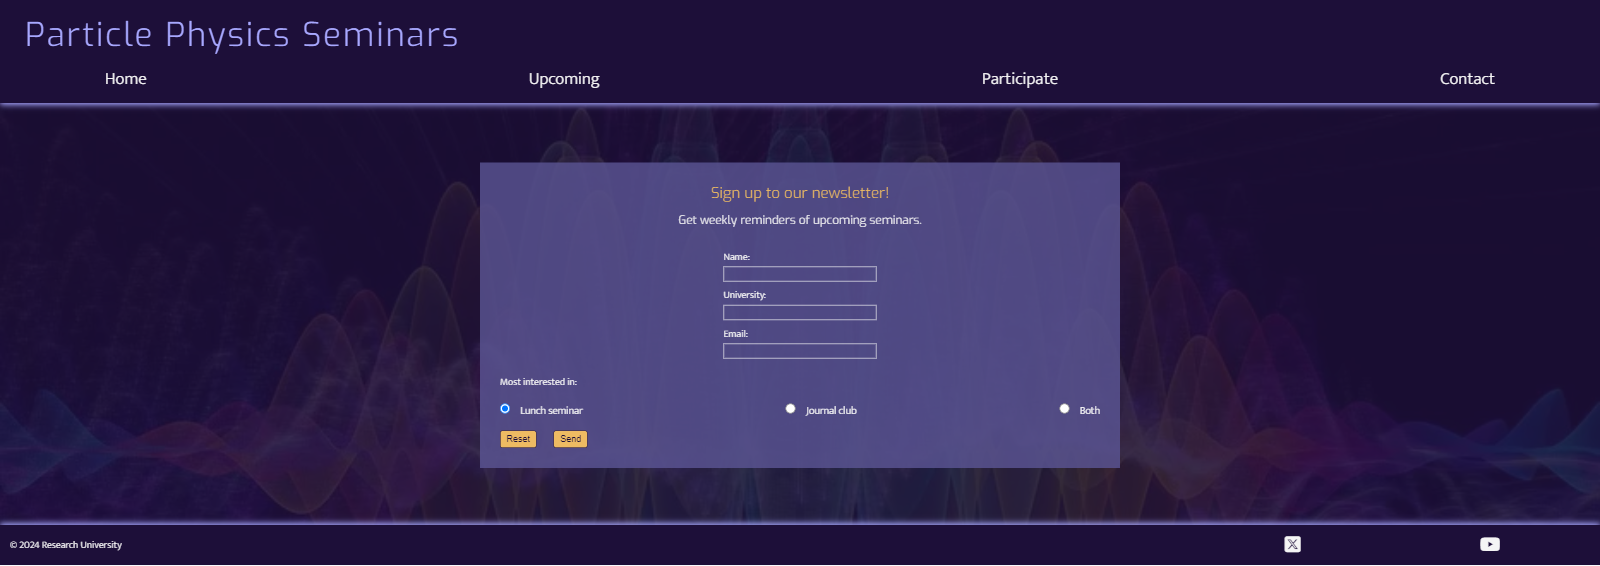 Particle Physics Seminars
Home Upcoming Participate Contact
Sign up to our newsletter!
Get weekly reminders of upcoming seminars.
Name:
University:
Email:
Most interested in:
Lunch seminar Journal club Both
Reset Send
© 2024 Research University